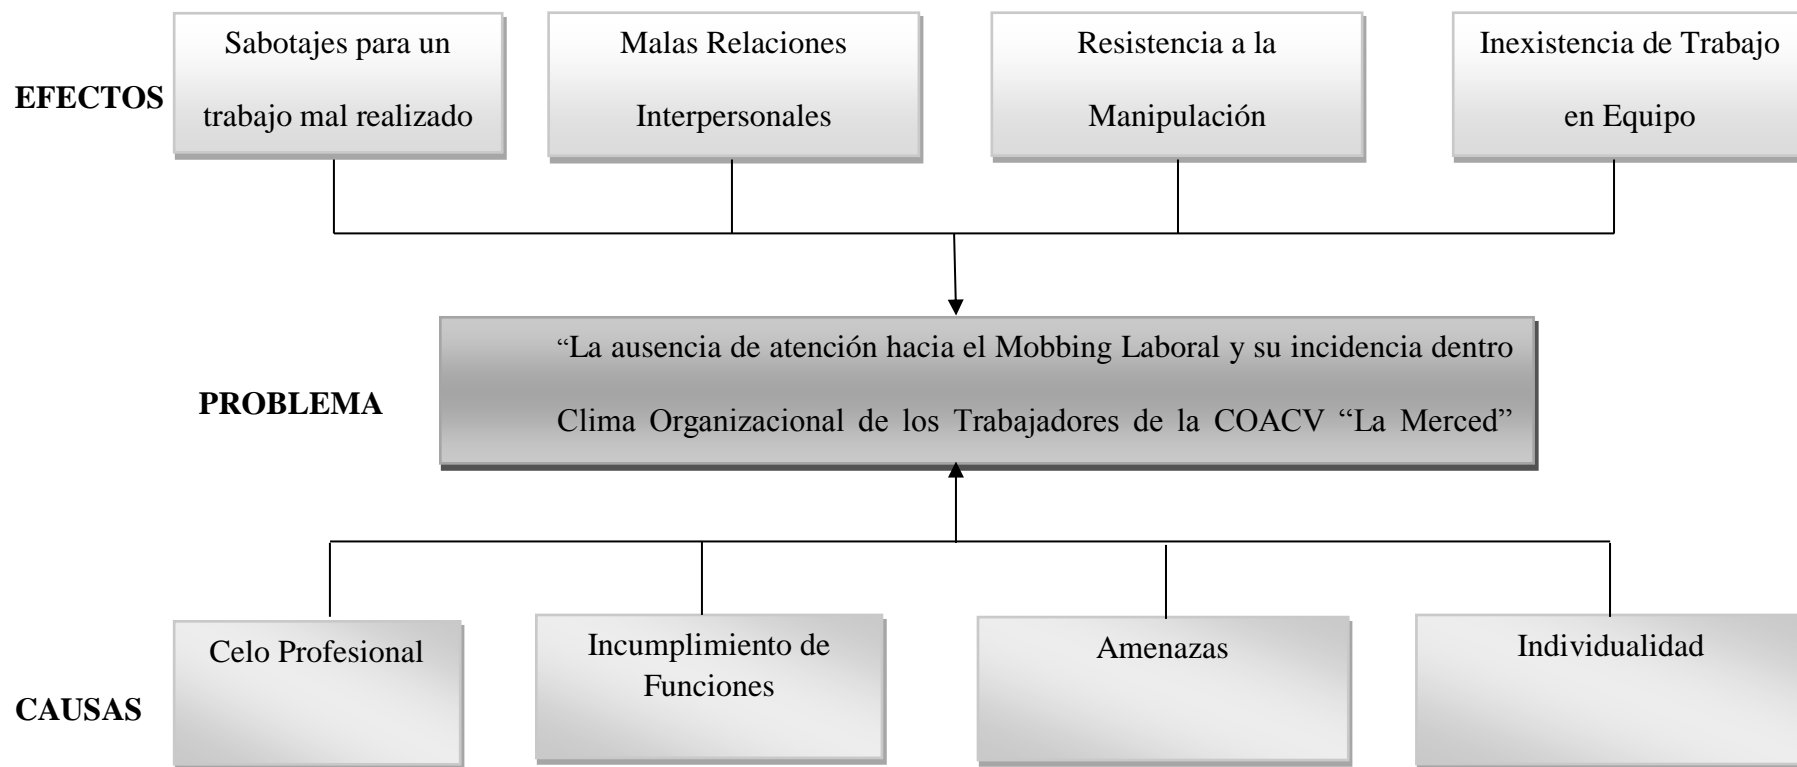 EFECTOS
Sabotajes para un
trabajo mal realizado
Malas Relaciones
Interpersonales
Resistencia a la
Manipulación
Inexistencia de Trabajo
en Equipo
PROBLEMA
“La ausencia de atención hacia el Mobbing Laboral y su incidencia dentro
Clima Organizacional de los Trabajadores de la COACV “La Merced”
CAUSAS
Celo Profesional
Incumplimiento de
Funciones
Amenazas
Individualidad